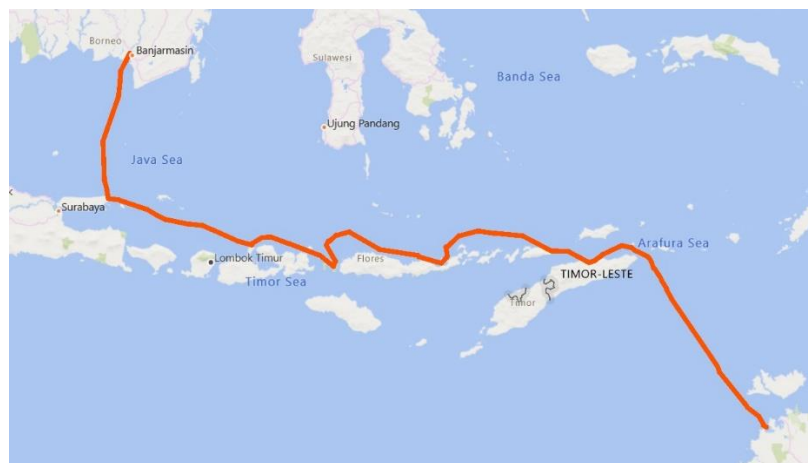 Borneo
Banjarmasin
Sulawesi
Banda Sea
Ujung Pandang
Java Sea
Surabaya
Arafura Sea
Lombok Timur
Flores
Timor Sea
TIMOR-LESTE
Timor